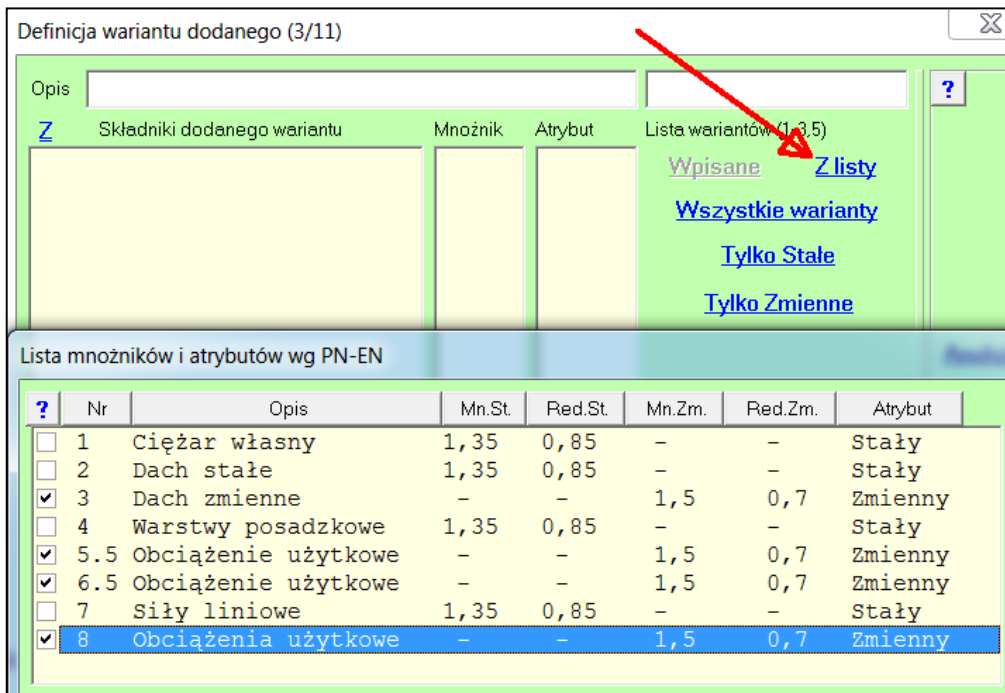 Definicja wariantu dodanego (3/11)
Opis ?
Z Składniki dodanego wariantu Mnożnik Atrybut Lista wariantów (1-3,5)
Wpisane Z listy
Wszystkie warianty
Tylko Stałe
Tylko Zmienne
Lista mnożników i atrybutów wg PN-EN
? Nr Opis Mn.St. Red.St. Mn.Zm. Red.Zm. Atrybut
1 Ciężar własny 1,35 0,85 - - Stały
2 Dach stałe 1,35 0,85 - - Stały
3 Dach zmienne - - 1,5 0,7 Zmienny
4 Warstwy posadzkowe 1,35 0,85 - - Stały
5.5 Obciążenie użytkowe - - 1,5 0,7 Zmienny
6.5 Obciążenie użytkowe - - 1,5 0,7 Zmienny
7 Siły liniowe 1,35 0,85 - - Stały
8 Obciążenia użytkowe - - 1,5 0,7 Zmienny